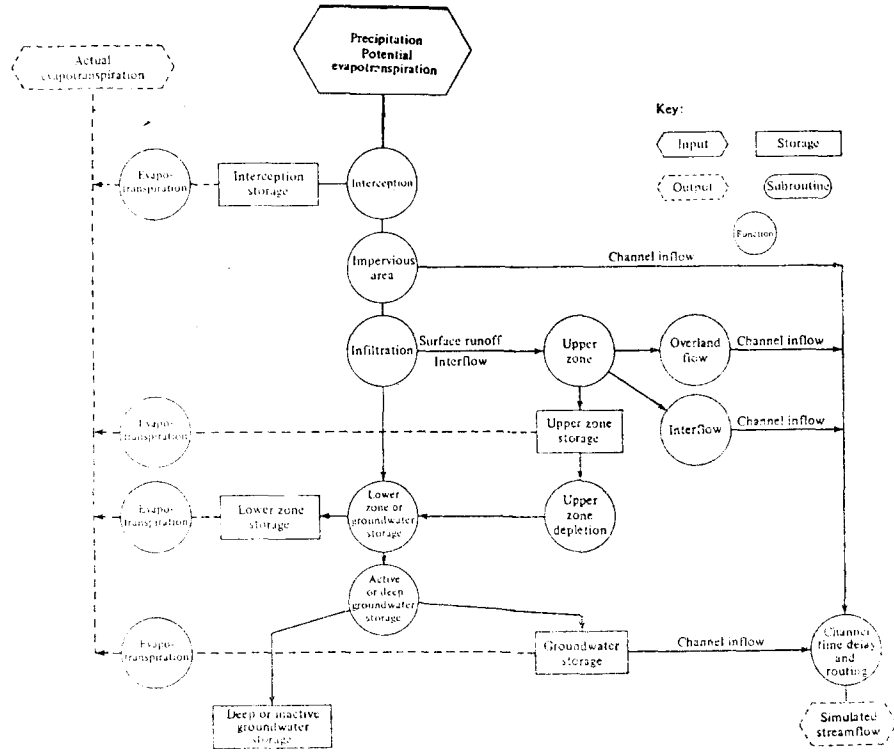 Precipitation
Potential
evapotranspiration
Actual
evapotranspiration
Key:
Input
Storage
Output
Subroutine
Function
Evapo-
transpiration
Interception
storage
Interception
Impervious
area
Channel inflow
Infiltration
Surface runoff
Interflow
Upper
zone
Overland
flow
Channel inflow
Evapo-
transpiration
Upper zone
storage
Interflow
Channel inflow
Evapo-
transpiration
Lower zone
storage
Lower
zone or
groundwater
storage
Upper
zone
depletion
Active
or deep
groundwater
storage
Evapo-
transpiration
Groundwater
storage
Channel inflow
Channel
time delay
and
routing
Deep or inactive
groundwater
storage
Simulated
streamflow